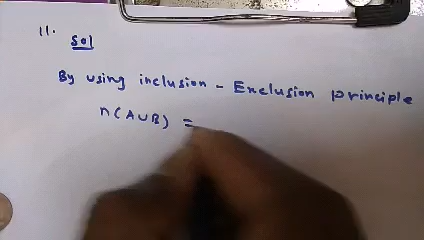 11.
Sol
By using inclusion - Exclusion principle
n(A∪B) =